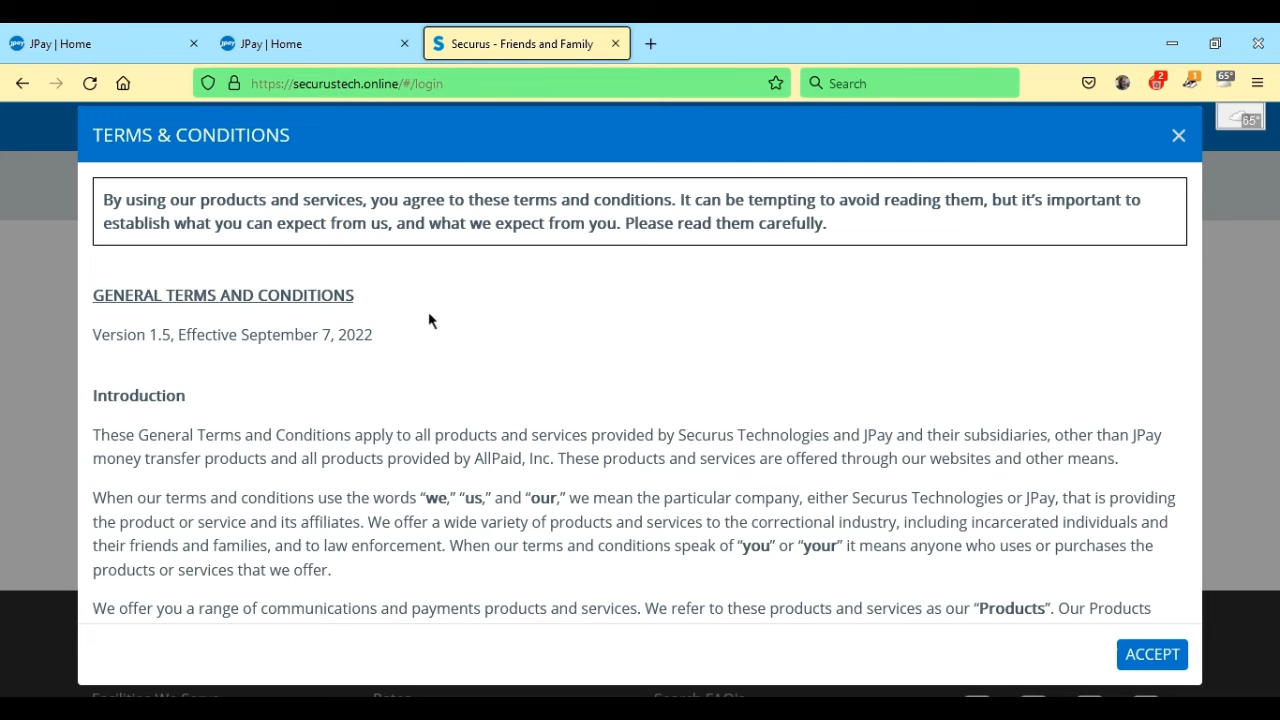 JPay | Home
JPay | Home
Securus - Friends and Family
https://securustech.online/#/login
Search
2
1
65°
65°
TERMS & CONDITIONS
By using our products and services, you agree to these terms and conditions. It can be tempting to avoid reading them, but it’s important to
establish what you can expect from us, and what we expect from you. Please read them carefully.
GENERAL TERMS AND CONDITIONS
Version 1.5, Effective September 7, 2022
Introduction
These General Terms and Conditions apply to all products and services provided by Securus Technologies and JPay and their subsidiaries, other than JPay
money transfer products and all products provided by AllPaid, Inc. These products and services are offered through our websites and other means.
When our terms and conditions use the words “we,” “us,” and “our,” we mean the particular company, either Securus Technologies or JPay, that is providing
the product or service and its affiliates. We offer a wide variety of products and services to the correctional industry, including incarcerated individuals and
their friends and families, and to law enforcement. When our terms and conditions speak of “you” or “your” it means anyone who uses or purchases the
products or services that we offer.
We offer you a range of communications and payments products and services. We refer to these products and services as our “Products”. Our Products
ACCEPT
Facilities We Serve
Rates
Search FAQ's